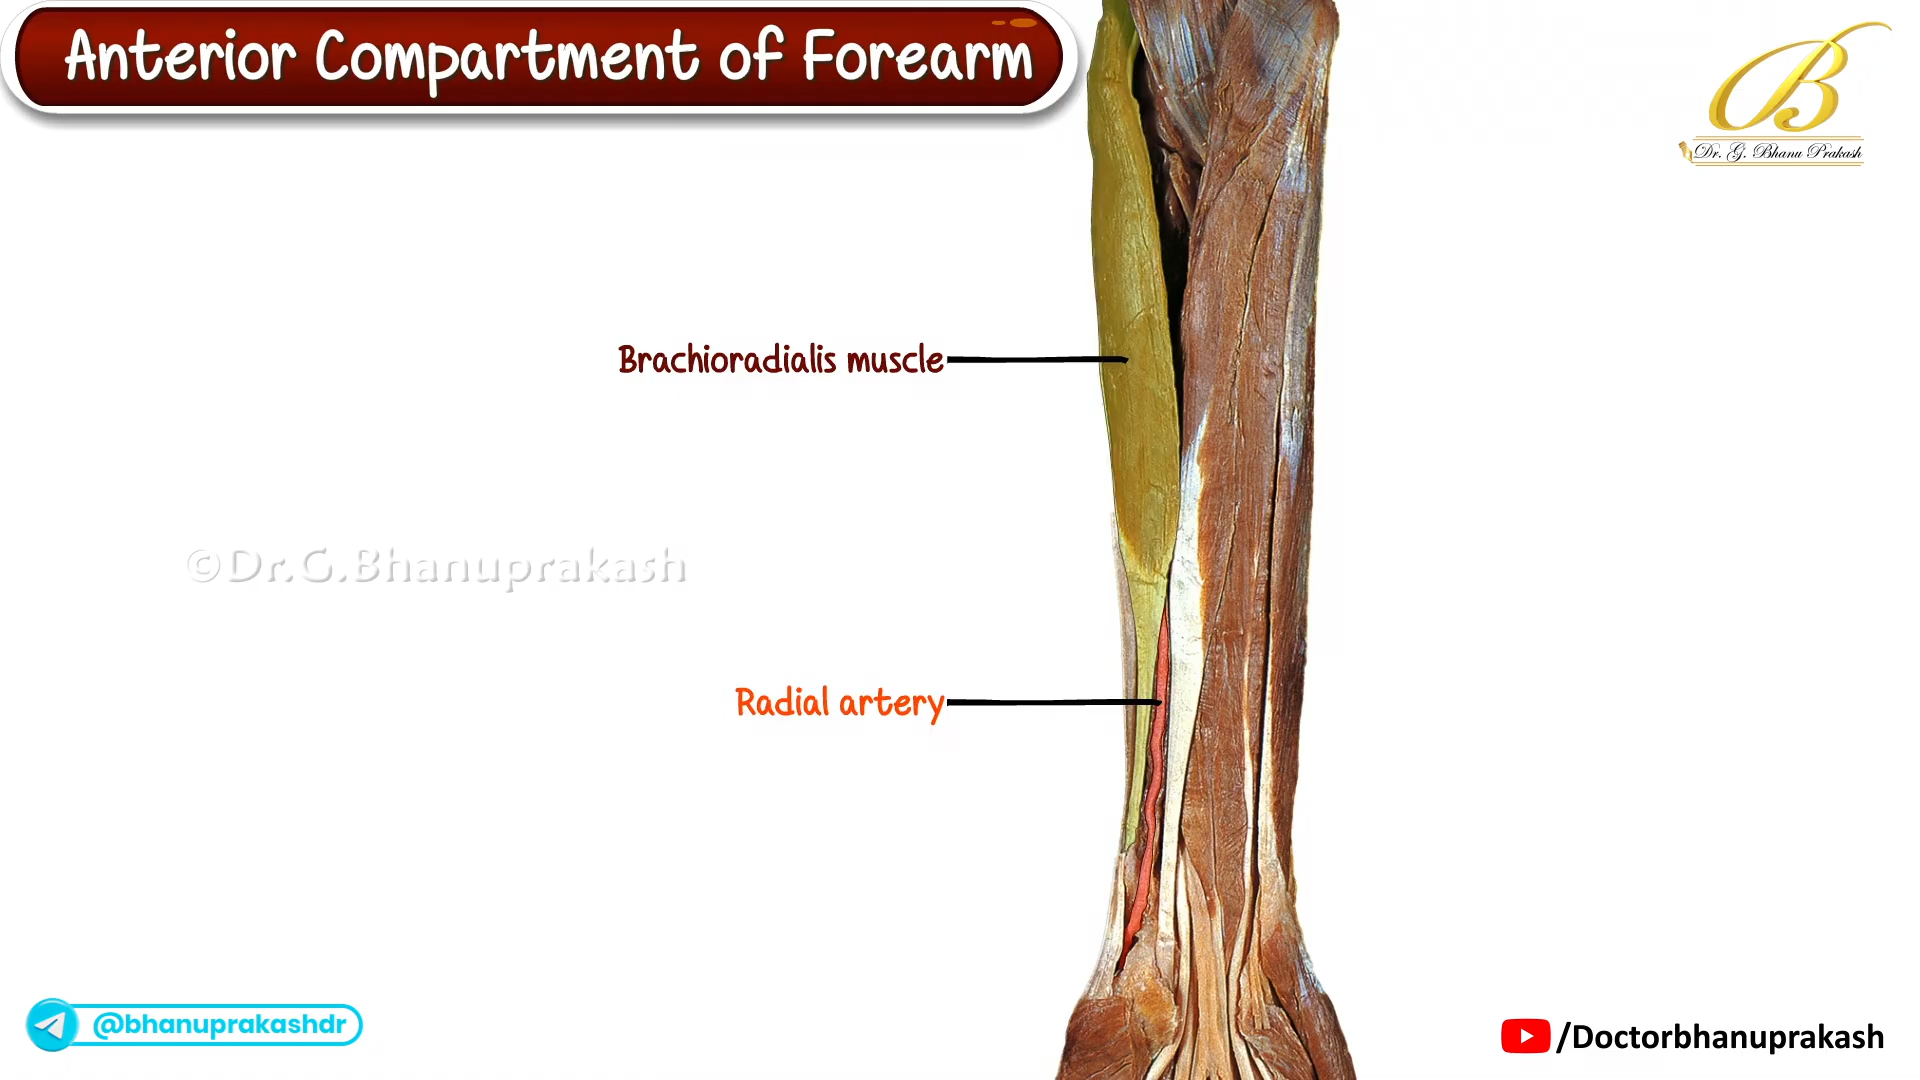 Anterior Compartment of Forearm
B
Dr. G. Bhanu Prakash
Brachioradialis muscle
©Dr.G.Bhanuprakash
Radial artery
@bhanuprakashdr
/Doctorbhanuprakash